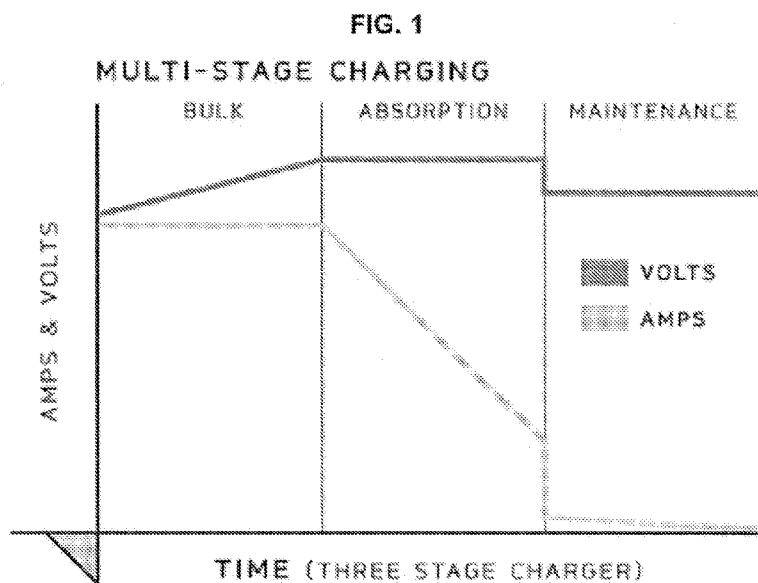 FIG. 1
MULTI-STAGE CHARGING
BULK
ABSORPTION
MAINTENANCE
AMPS & VOLTS
VOLTS
AMPS
TIME (THREE STAGE CHARGER)